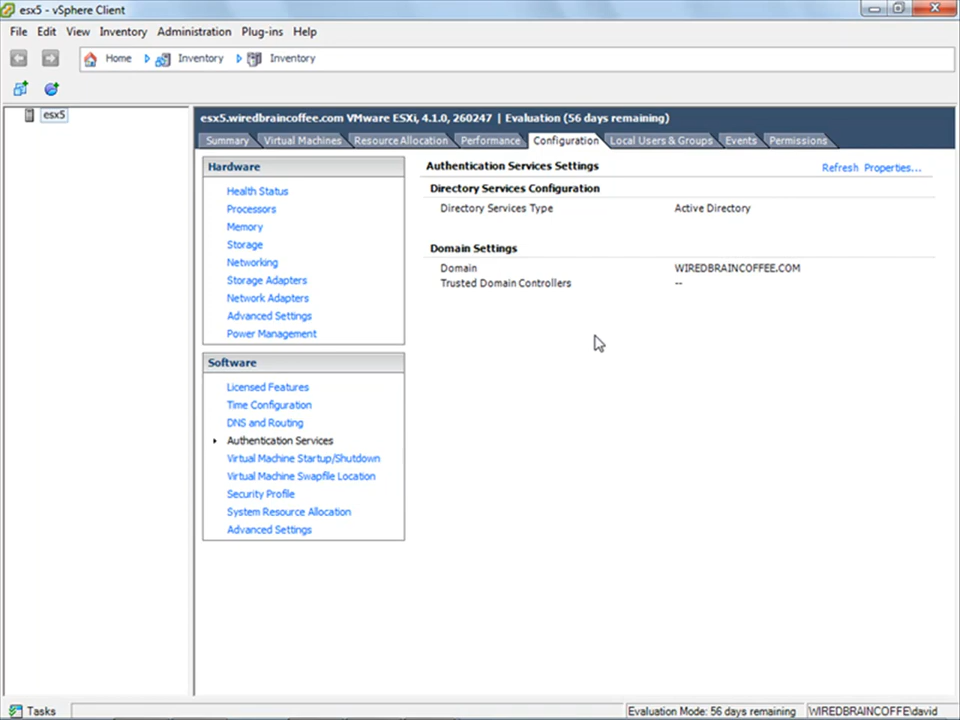 esx5 - vSphere Client
File Edit View Inventory Administration Plug-ins Help
Home Inventory Inventory
esx5
esx5.wiredbraincoffee.com VMware ESXi, 4.1.0, 260247 | Evaluation (56 days remaining)
Summary Virtual Machines Resource Allocation Performance Configuration Local Users & Groups Events Permissions
Hardware
Health Status
Processors
Memory
Storage
Networking
Storage Adapters
Network Adapters
Advanced Settings
Power Management
Software
Licensed Features
Time Configuration
DNS and Routing
Authentication Services
Virtual Machine Startup/Shutdown
Virtual Machine Swapfile Location
Security Profile
System Resource Allocation
Advanced Settings
Authentication Services Settings
Refresh Properties...
Directory Services Configuration
Directory Services Type Active Directory
Domain Settings
Domain WIREDBRAINCOFFEE.COM
Trusted Domain Controllers --
Tasks
Evaluation Mode: 56 days remaining
WIREDBRAINCOFFE\david